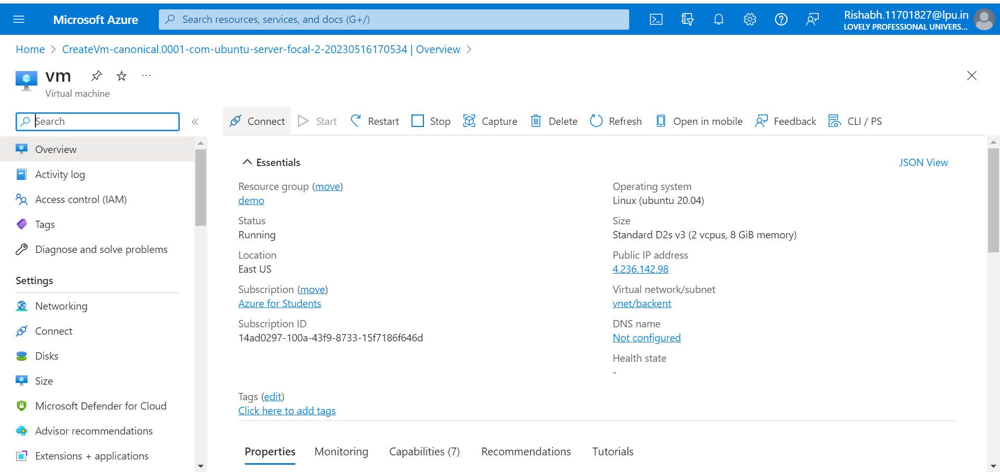 Microsoft Azure
Search resources, services, and docs (G+/)
Rishabh.11701827@lpu.in
LOVELY PROFESSIONAL UNIVERS...
Home > CreateVm-canonical.0001-com-ubuntu-server-focal-2-20230516170534 | Overview >
vm
...
Virtual machine
Search
«
Connect Start Restart Stop Capture Delete Refresh Open in mobile Feedback CLI / PS
Overview
Activity log
Access control (IAM)
Tags
Diagnose and solve problems
Settings
Networking
Connect
Disks
Size
Microsoft Defender for Cloud
Advisor recommendations
Extensions + applications
Essentials
JSON View
Resource group (move)
demo
Status
Running
Location
East US
Subscription (move)
Azure for Students
Subscription ID
14ad0297-100a-43f9-8733-15f7186f646d
Operating system
Linux (ubuntu 20.04)
Size
Standard D2s v3 (2 vcpus, 8 GiB memory)
Public IP address
4.236.142.98
Virtual network/subnet
vnet/backent
DNS name
Not configured
Health state
-
Tags (edit)
Click here to add tags
Properties Monitoring Capabilities (7) Recommendations Tutorials